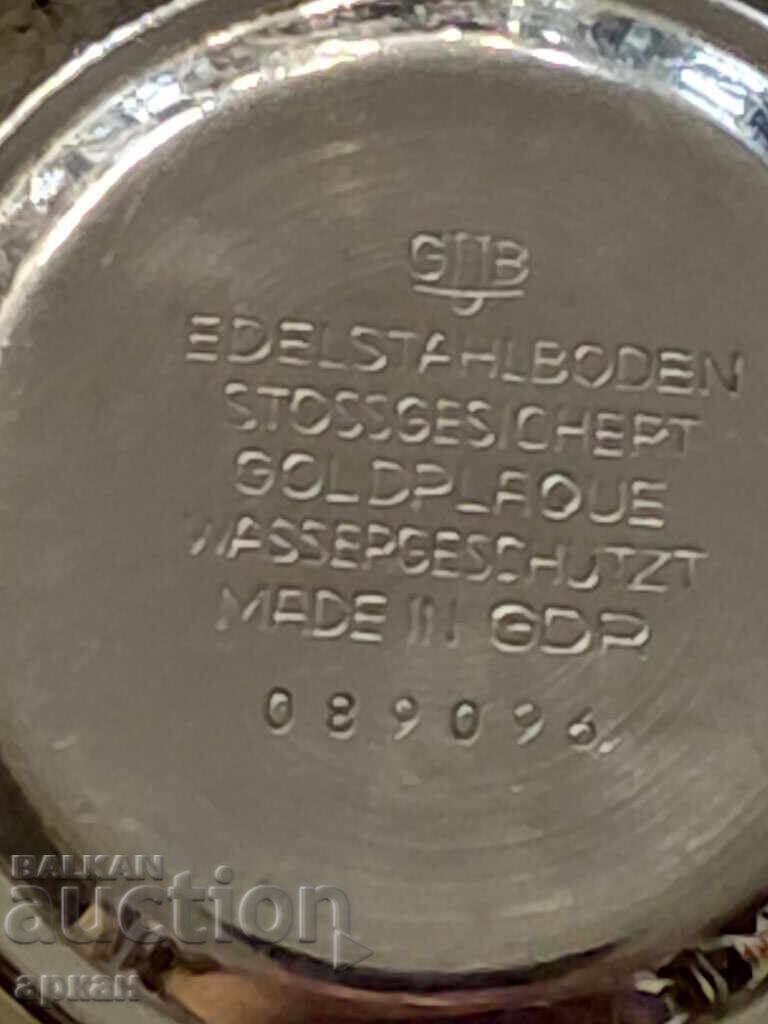 GUB
EDELSTAHLBODEN
STOSSGESICHERT
GOLDPLAQUE
WASSERGESCHUTZT
MADE IN GDR
089096
BALKAN
auction
аркан